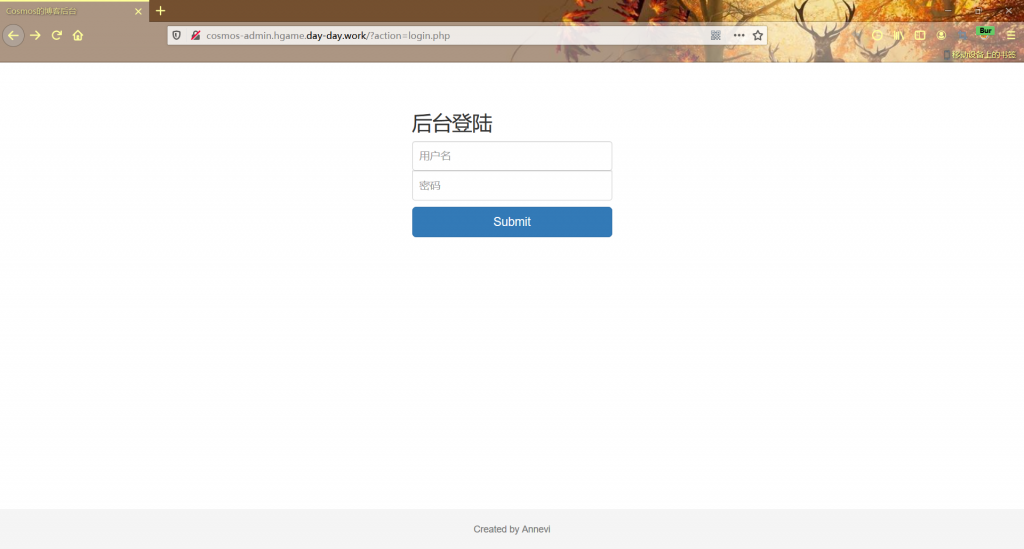 Cosmos的博客后台
cosmos-admin.hgame.day-day.work/?action=login.php
Bur
移动设备上的书签
后台登陆
用户名
密码
Submit
Created by Annevi